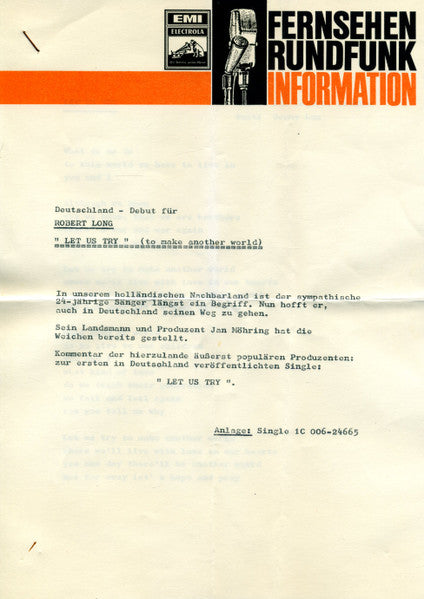 EMI
ELECTROLA
FERNSEHEN
RUNDFUNK
INFORMATION
Deutschland - Debut für
ROBERT LONG
" LET US TRY " (to make another world)
In unserem holländischen Nachbarland ist der sympathische
24-jährige Sänger längst ein Begriff. Nun hofft er,
auch in Deutschland seinen Weg zu gehen.
Sein Landsmann und Produzent Jan Möhring hat die
Weichen bereits gestellt.
Kommentar der hierzulande äußerst populären Produzenten:
zur ersten in Deutschland veröffentlichten Single:
" LET US TRY ".
Anlage: Single 1C 006-24665